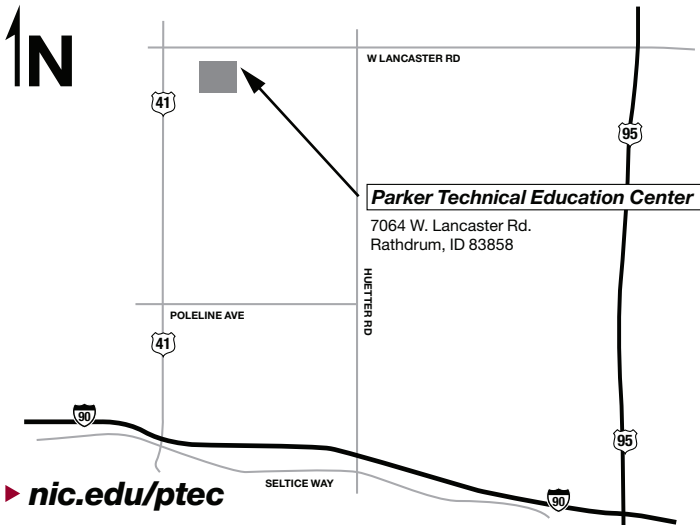 N
W LANCASTER RD
41
95
Parker Technical Education Center
7064 W. Lancaster Rd.
Rathdrum, ID 83858
HUETTER RD
POLELINE AVE
41
90
95
SELTICE WAY
nic.edu/ptec
90